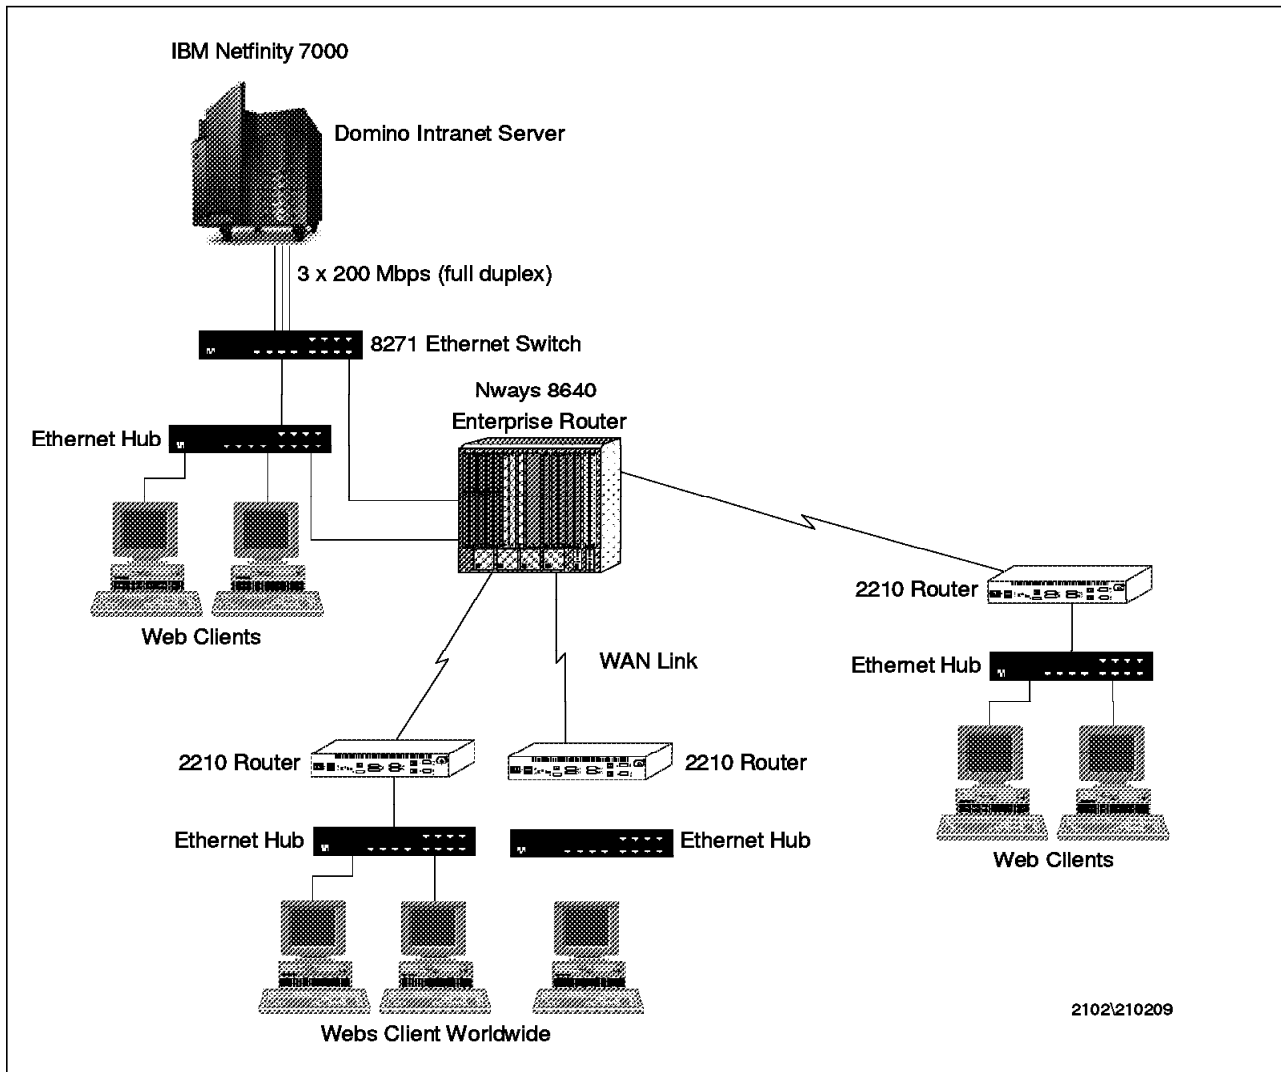 IBM Netfinity 7000
Domino Intranet Server
3 x 200 Mbps (full duplex)
8271 Ethernet Switch
Nways 8640
Enterprise Router
Ethernet Hub
Web Clients
2210 Router
Ethernet Hub
WAN Link
Web Clients
2210 Router
2210 Router
Ethernet Hub
Ethernet Hub
Webs Client Worldwide
2102\210209